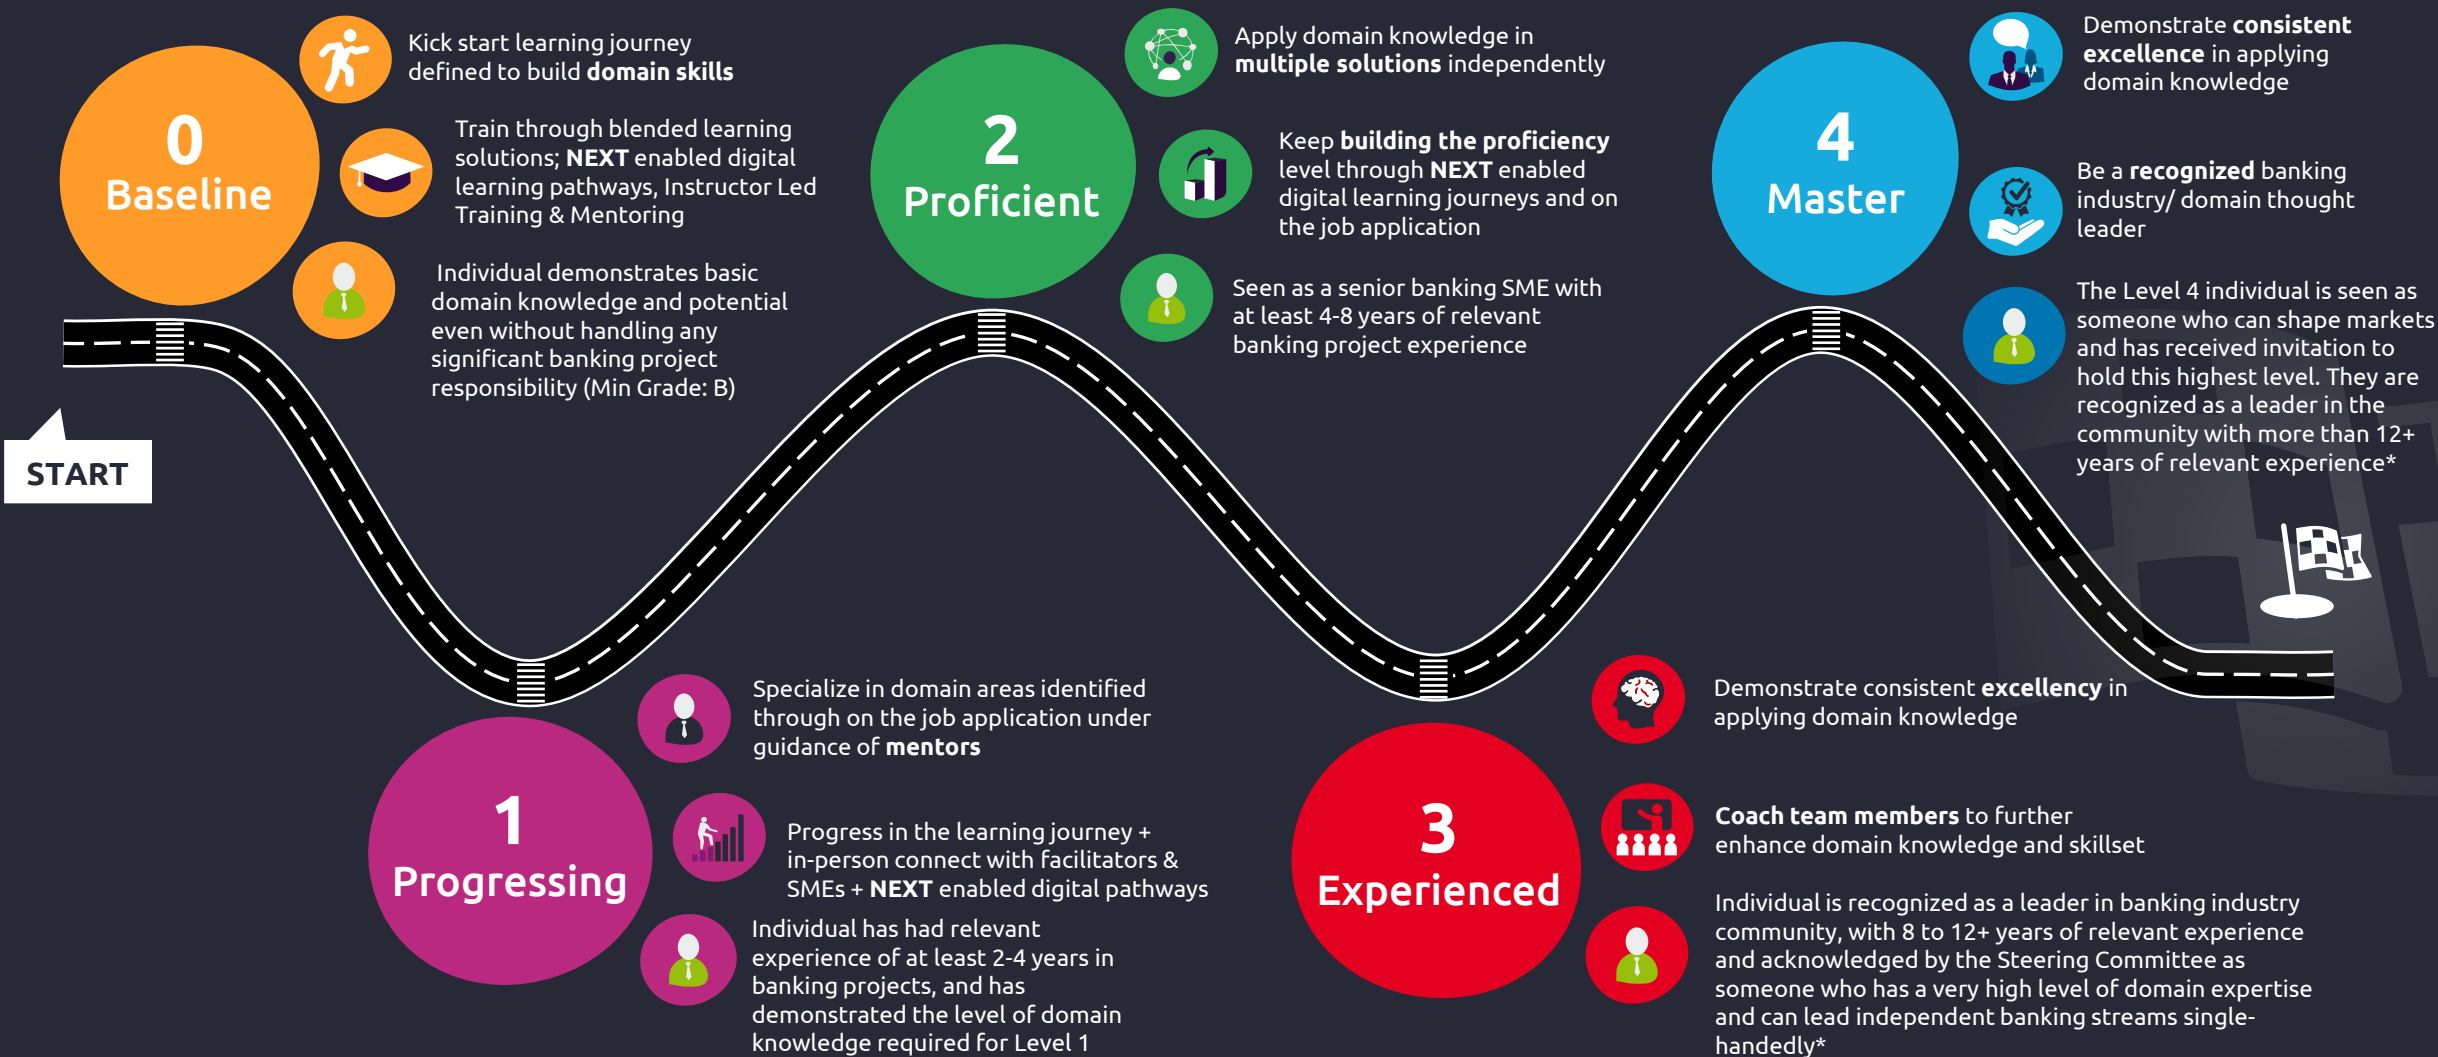 0
Baseline
Kick start learning journey
defined to build domain skills
Train through blended learning
solutions; NEXT enabled digital
learning pathways, Instructor Led
Training & Mentoring
Individual demonstrates basic
domain knowledge and potential
even without handling any
significant banking project
responsibility (Min Grade: B)
START
1
Progressing
Specialize in domain areas identified
through on the job application under
guidance of mentors
Progress in the learning journey +
in-person connect with facilitators &
SMEs + NEXT enabled digital pathways
Individual has had relevant
experience of at least 2-4 years in
banking projects, and has
demonstrated the level of domain
knowledge required for Level 1
2
Proficient
Apply domain knowledge in
multiple solutions independently
Keep building the proficiency
level through NEXT enabled
digital learning journeys and on
the job application
Seen as a senior banking SME with
at least 4-8 years of relevant
banking project experience
3
Experienced
Demonstrate consistent excellency in
applying domain knowledge
Coach team members to further
enhance domain knowledge and skillset
Individual is recognized as a leader in banking industry
community, with 8 to 12+ years of relevant experience
and acknowledged by the Steering Committee as
someone who has a very high level of domain expertise
and can lead independent banking streams single-
handedly*
4
Master
Demonstrate consistent
excellence in applying
domain knowledge
Be a recognized banking
industry/ domain thought
leader
The Level 4 individual is seen as
someone who can shape markets
and has received invitation to
hold this highest level. They are
recognized as a leader in the
community with more than 12+
years of relevant experience*